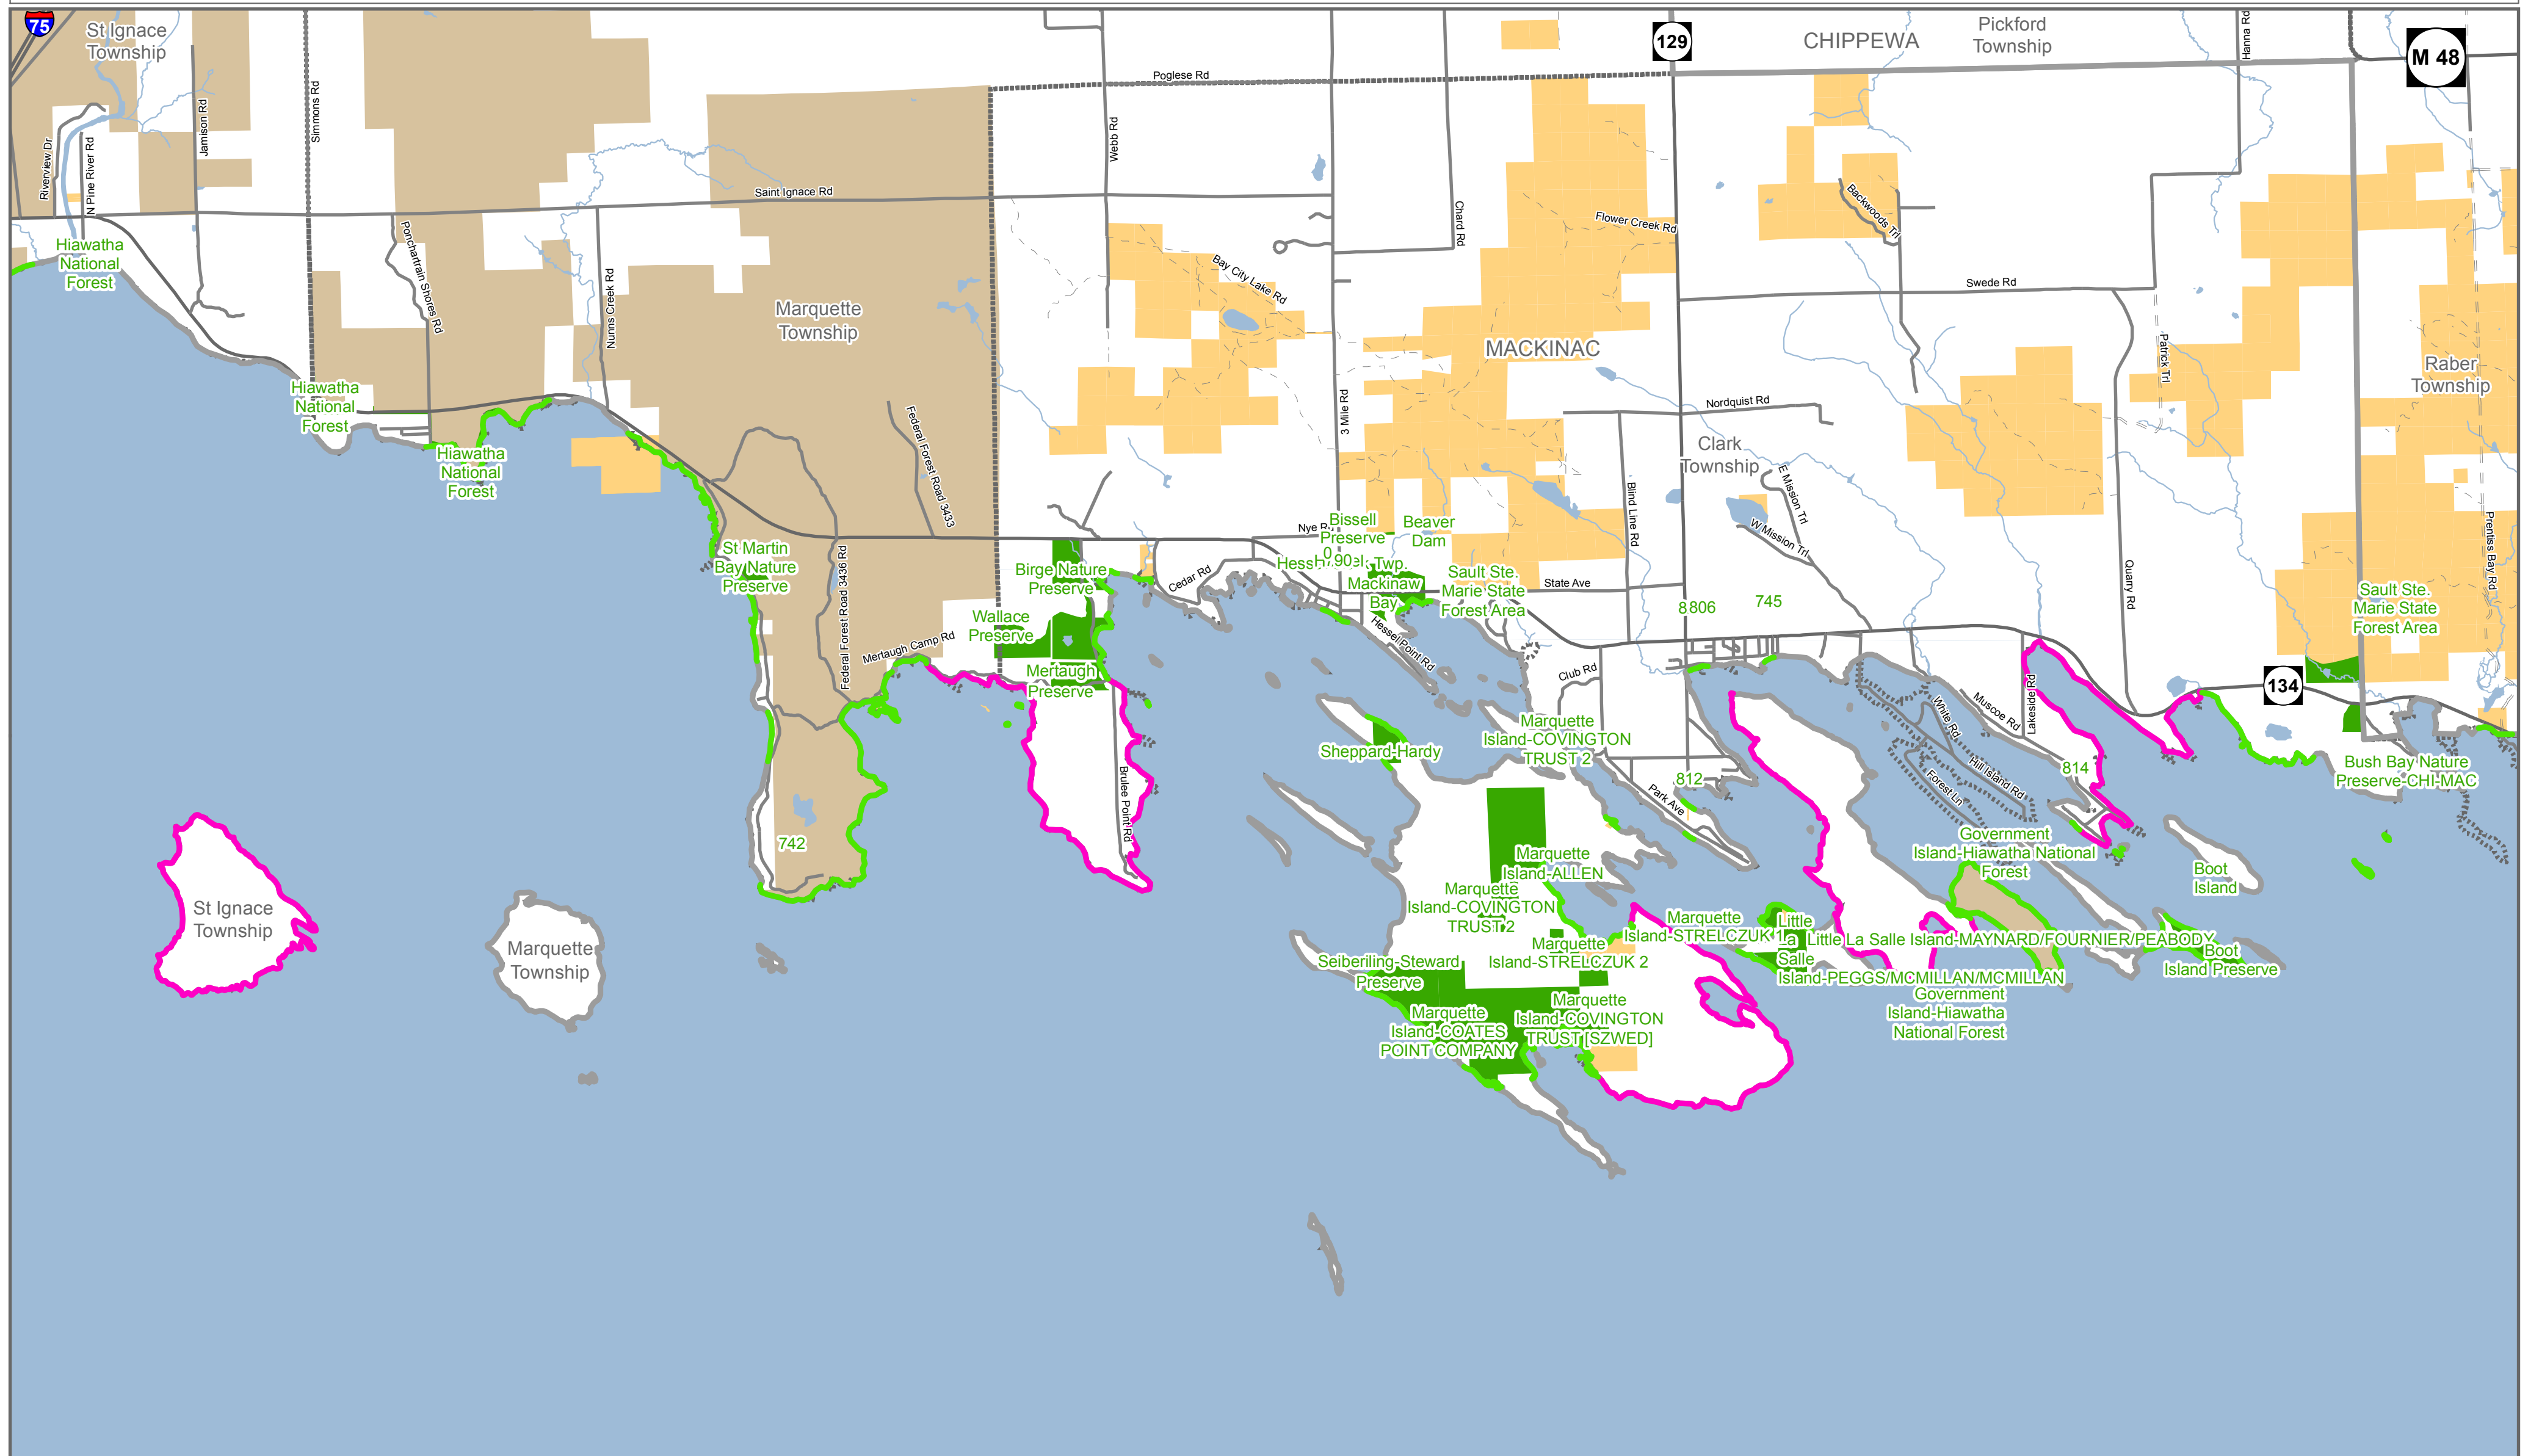 75
St Ignace
Township
129
CHIPPEWA
Pickford
Township
Hanna Rd
M 48
Poglese Rd
Simmons Rd
Jamison Rd
Riverview Dr
N Pine River Rd
Webb Rd
Saint Ignace Rd
Chard Rd
Flower Creek Rd
Backwoods Trl
Hiawatha
National
Forest
Ponchartrain Shores Rd
Nunns Creek Rd
Bay City Lake Rd
Swede Rd
Marquette
Township
MACKINAC
Patrick Trl
Raber
Township
Hiawatha
National
Forest
3 Mile Rd
Nordquist Rd
Federal Forest Road 3433
Clark
Township
Hiawatha
National
Forest
E Mission Trl
W Mission Trl
Blind Line Rd
Prentiss Bay Rd
Nye Rd
Bissell
Preserve
Beaver
Dam
0
790
Twp.
St Martin
Bay Nature
Preserve
Federal Forest Road 3436 Rd
Birge Nature
Preserve
Cedar Rd
Mackinaw
Bay
Sault Ste.
Marie State
Forest Area
State Ave
8806
745
Quarry Rd
Sault Ste.
Marie State
Forest Area
Wallace
Preserve
Mertaugh Camp Rd
Hessel Point Rd
Mertaugh
Preserve
Club Rd
134
Lakeside Rd
Muscoe Rd
White Rd
Marquette
Island-COVINGTON
TRUST 2
Sheppard-Hardy
812
Park Ave
Hill Island Rd
Forest Ln
814
Bush Bay Nature
Preserve-CHI-MAC
Brulee Point Rd
742
Government
Island-Hiawatha National
Forest
Marquette
Island-ALLEN
Boot
Island
Marquette
Island-COVINGTON
TRUST 2
St Ignace
Township
Marquette
Island-STRELCZUK 1
Little
La
Salle
Island-PEGGS/MCMILLAN/MCMILLAN
Little La Salle Island-MAYNARD/FOURNIER/PEABODY
Boot
Island Preserve
Marquette
Township
Marquette
Island-STRELCZUK 2
Seiberiling-Steward
Preserve
Government
Island-Hiawatha
National Forest
Marquette
Island-COVINGTON
TRUST [SZWED]
Marquette
Island-COATES
POINT COMPANY